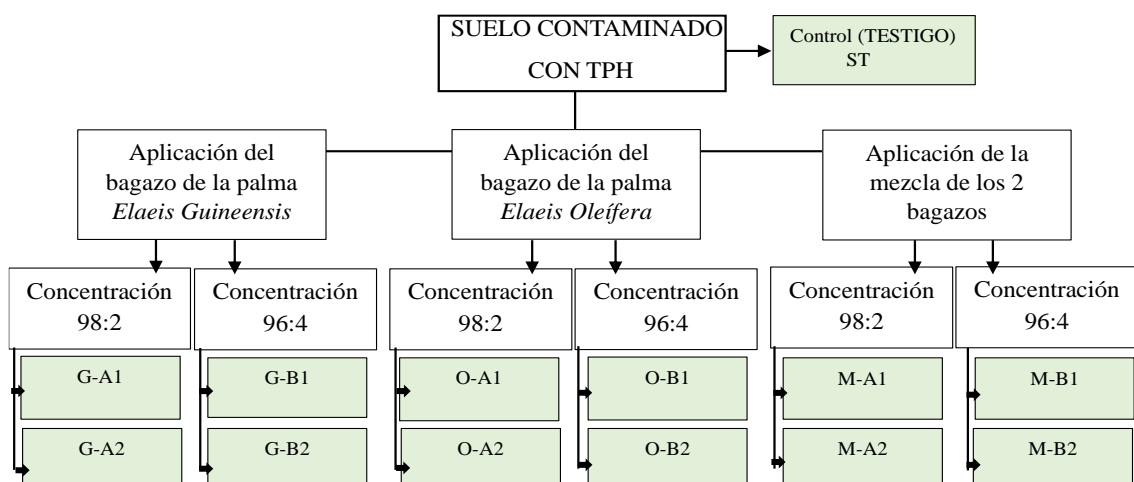 SUELO CONTAMINADO
CON TPH
Control (TESTIGO)
ST
Aplicación del
bagazo de la palma
Elaeis Guineensis
Aplicación del
bagazo de la palma
Elaeis Oleífera
Aplicación de la
mezcla de los 2
bagazos
Concentración
98:2
Concentración
96:4
Concentración
98:2
Concentración
96:4
Concentración
98:2
Concentración
96:4
G-A1
G-B1
O-A1
O-B1
M-A1
M-B1
G-A2
G-B2
O-A2
O-B2
M-A2
M-B2